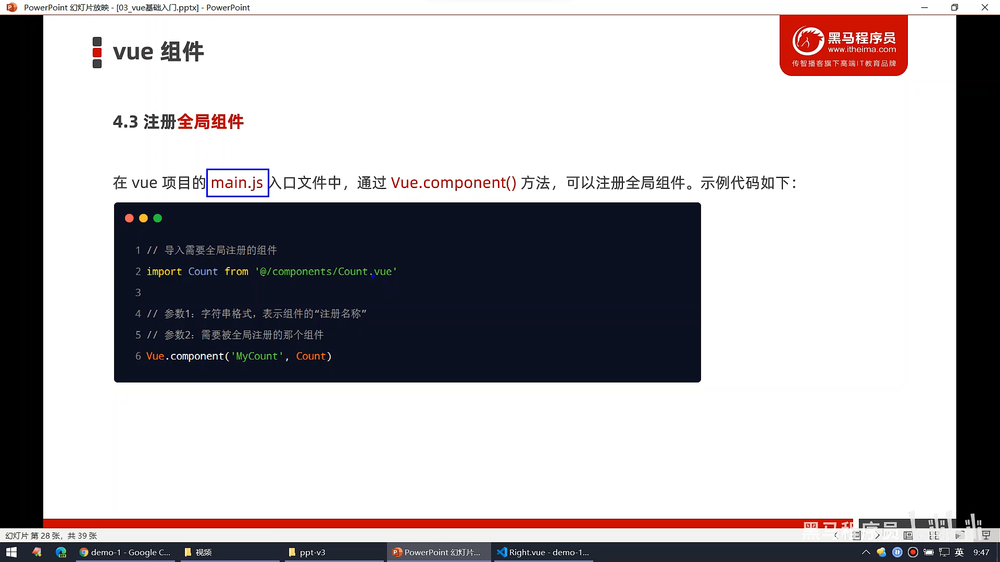 PowerPoint 幻灯片放映 - [03_vue基础入门.pptx] - PowerPoint
vue 组件
黑马程序员
www.itheima.com
传智播客旗下高端IT教育品牌
4.3 注册全局组件
在 vue 项目的 main.js 入口文件中，通过 Vue.component() 方法，可以注册全局组件。示例代码如下：
1 // 导入需要全局注册的组件
2 import Count from '@/components/Count.vue'
3
4 // 参数1：字符串格式，表示组件的“注册名称”
5 // 参数2：需要被全局注册的那个组件
6 Vue.component('MyCount', Count)
黑马程序员
幻灯片 第 28 张，共 39 张
demo-1 - Google C...
视频
ppt-v3
PowerPoint 幻灯片...
Right.vue - demo-1...
英
9:47